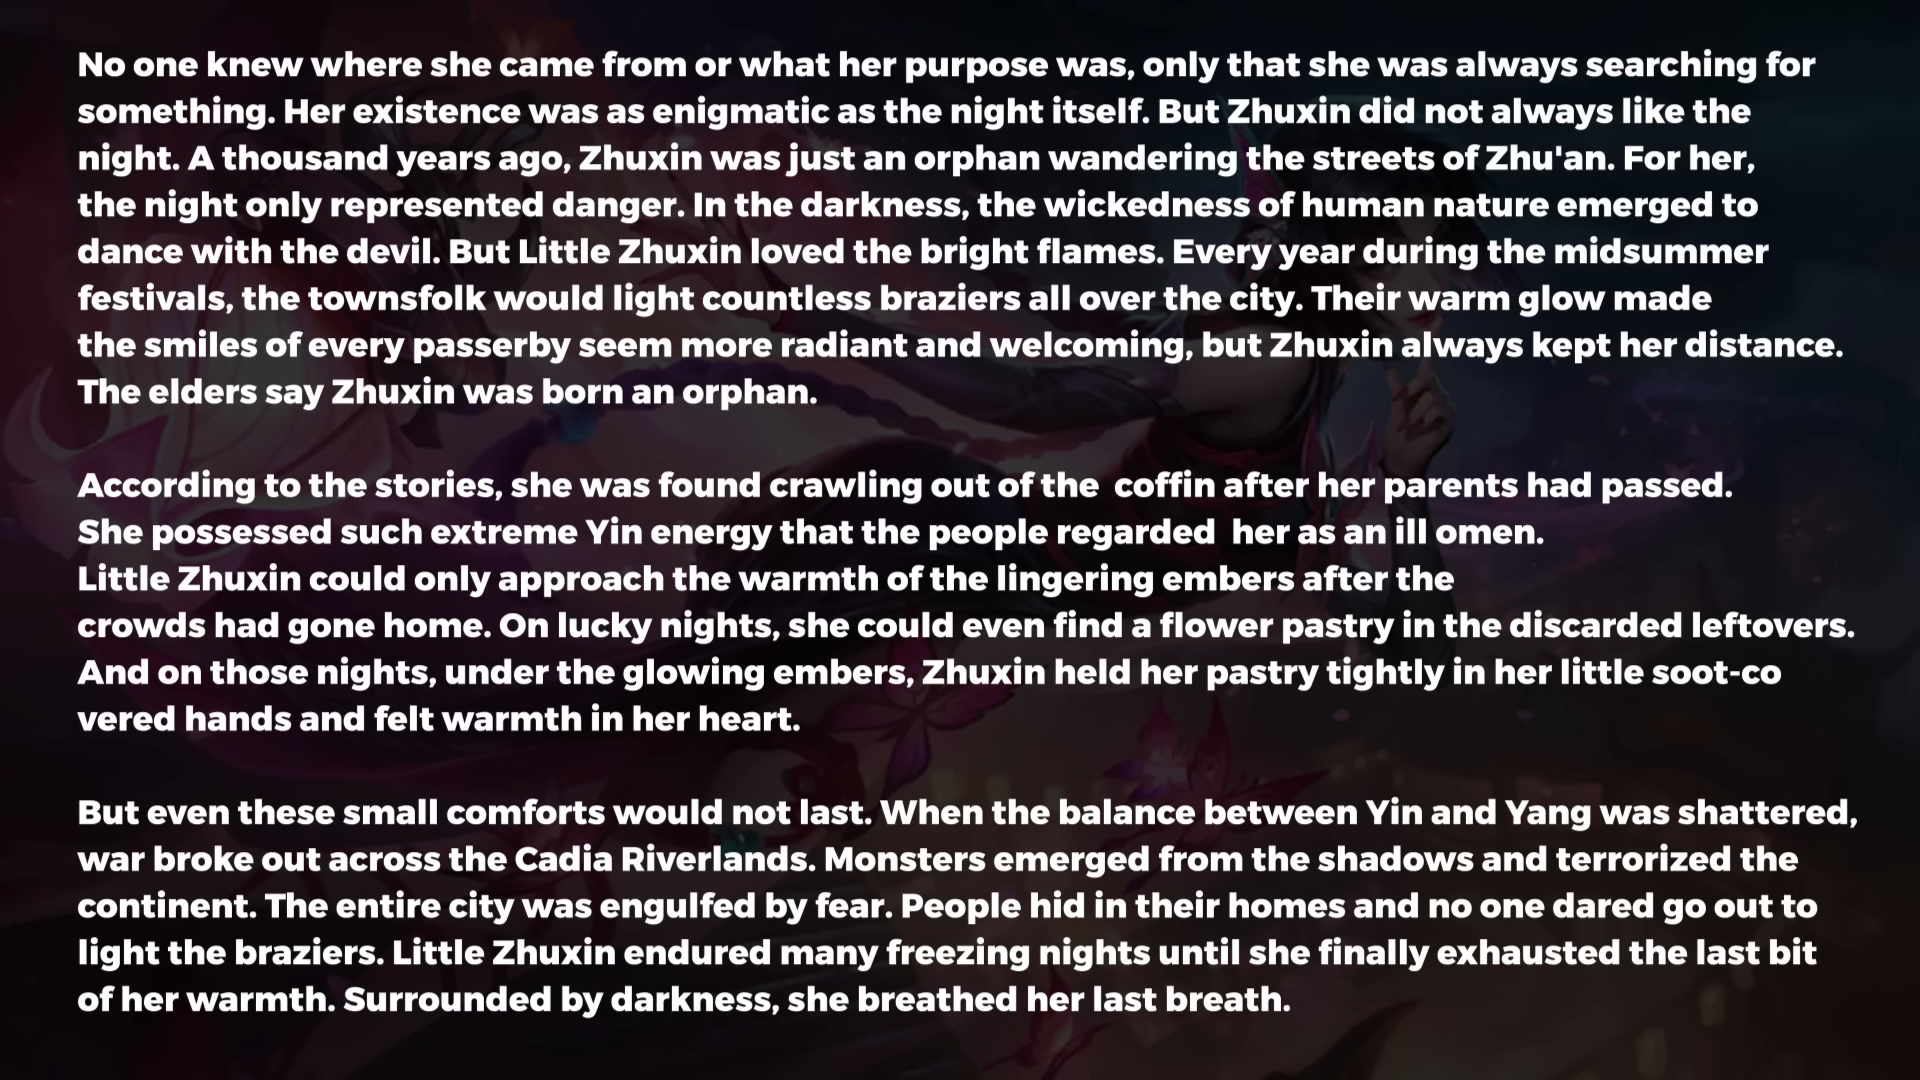 No one knew where she came from or what her purpose was, only that she was always searching for
something. Her existence was as enigmatic as the night itself. But Zhuxin did not always like the
night. A thousand years ago, Zhuxin was just an orphan wandering the streets of Zhu'an. For her,
the night only represented danger. In the darkness, the wickedness of human nature emerged to
dance with the devil. But Little Zhuxin loved the bright flames. Every year during the midsummer
festivals, the townsfolk would light countless braziers all over the city. Their warm glow made
the smiles of every passerby seem more radiant and welcoming, but Zhuxin always kept her distance.
The elders say Zhuxin was born an orphan.
According to the stories, she was found crawling out of the  coffin after her parents had passed.
She possessed such extreme Yin energy that the people regarded  her as an ill omen.
Little Zhuxin could only approach the warmth of the lingering embers after the
crowds had gone home. On lucky nights, she could even find a flower pastry in the discarded leftovers.
And on those nights, under the glowing embers, Zhuxin held her pastry tightly in her little soot-co
vered hands and felt warmth in her heart.
But even these small comforts would not last. When the balance between Yin and Yang was shattered,
war broke out across the Cadia Riverlands. Monsters emerged from the shadows and terrorized the
continent. The entire city was engulfed by fear. People hid in their homes and no one dared go out to
light the braziers. Little Zhuxin endured many freezing nights until she finally exhausted the last bit
of her warmth. Surrounded by darkness, she breathed her last breath.